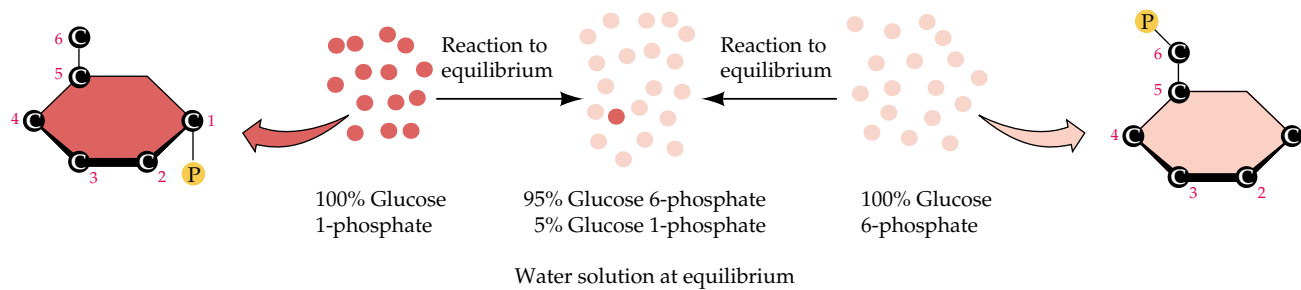 6
C
5
C
4
C
C
1
C
3
C
2
P
Reaction to
equilibrium
Reaction to
equilibrium
P
6
C
5
C
4
C
C
C
3
C
2
100% Glucose
1-phosphate
95% Glucose 6-phosphate
5% Glucose 1-phosphate
100% Glucose
6-phosphate
Water solution at equilibrium